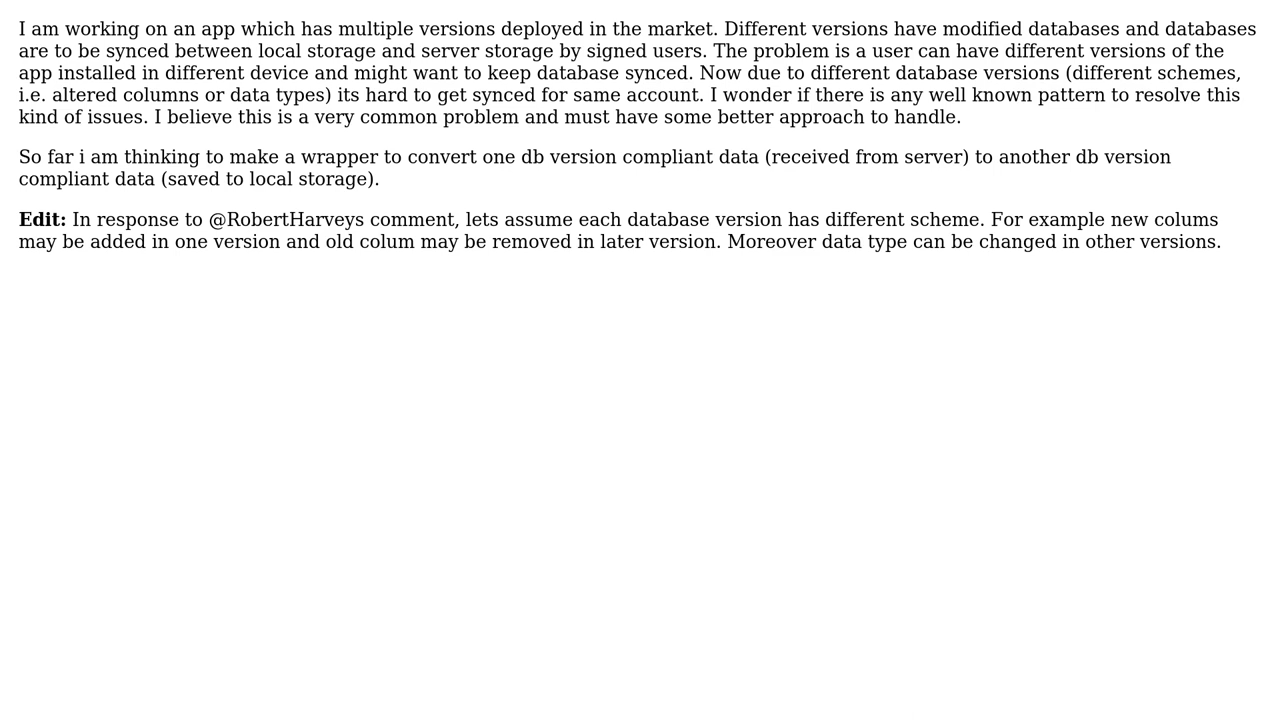 I am working on an app which has multiple versions deployed in the market. Different versions have modified databases and databases
are to be synced between local storage and server storage by signed users. The problem is a user can have different versions of the
app installed in different device and might want to keep database synced. Now due to different database versions (different schemes,
i.e. altered columns or data types) its hard to get synced for same account. I wonder if there is any well known pattern to resolve this
kind of issues. I believe this is a very common problem and must have some better approach to handle.
So far i am thinking to make a wrapper to convert one db version compliant data (received from server) to another db version
compliant data (saved to local storage).
Edit: In response to @RobertHarveys comment, lets assume each database version has different scheme. For example new colums
may be added in one version and old colum may be removed in later version. Moreover data type can be changed in other versions.